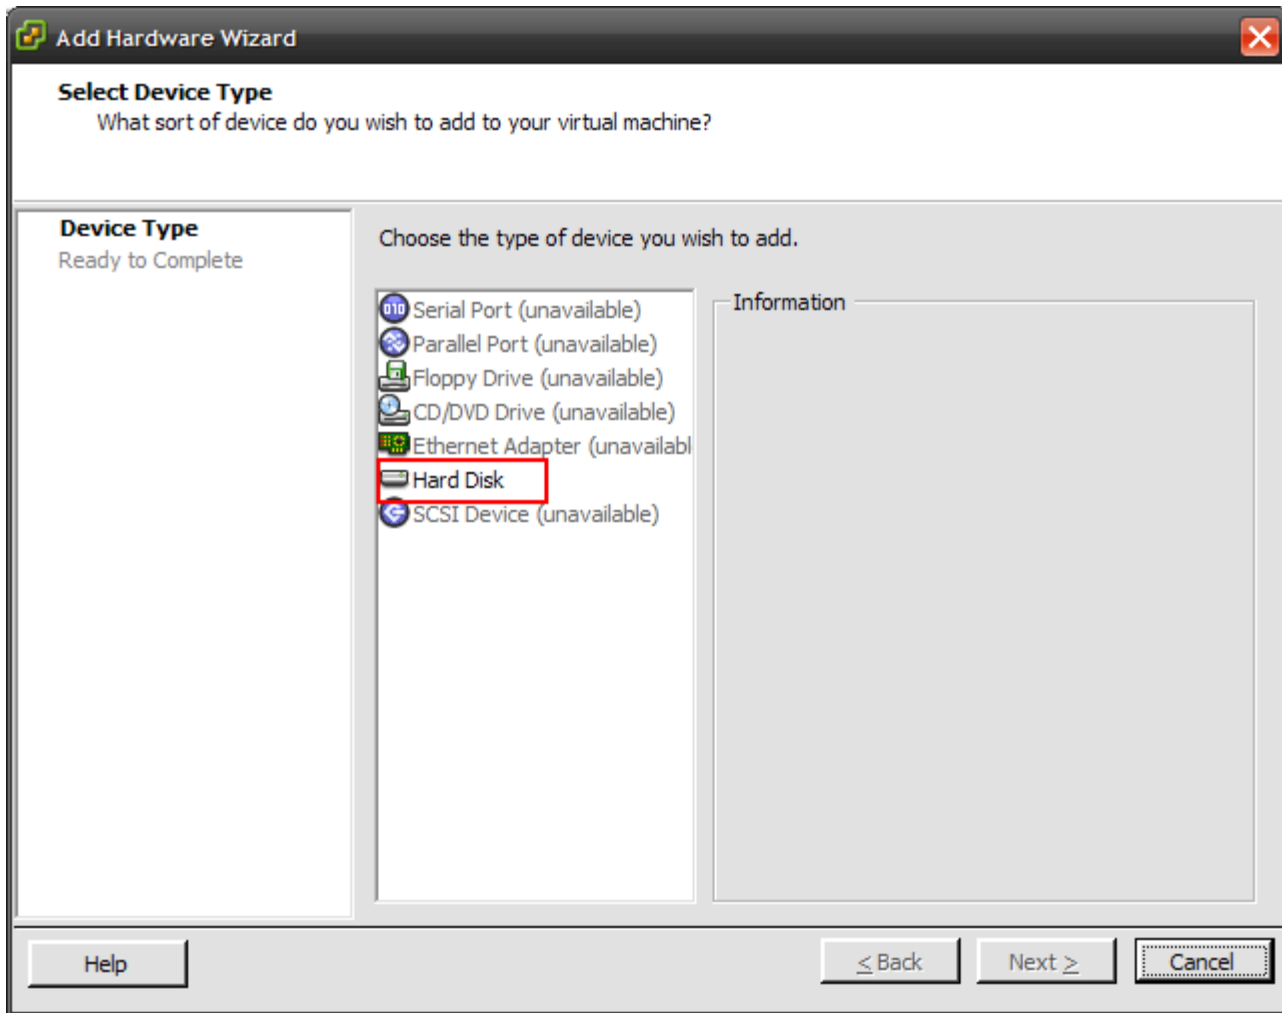 Add Hardware Wizard
Select Device Type
What sort of device do you wish to add to your virtual machine?
Device Type
Ready to Complete
Choose the type of device you wish to add.
Serial Port (unavailable)
Parallel Port (unavailable)
Floppy Drive (unavailable)
CD/DVD Drive (unavailable)
Ethernet Adapter (unavailabl
Hard Disk
SCSI Device (unavailable)
Information
Help
< Back
Next >
Cancel